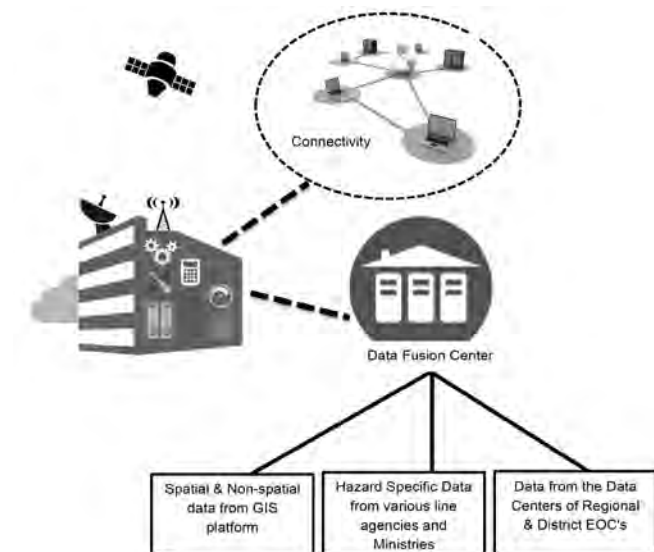 Connectivity
Data Fusion Center
Spatial & Non-spatial
data from GIS
platform
Hazard Specific Data
from various line
agencies and
Ministries
Data from the Data
Centers of Regional
& District EOC's